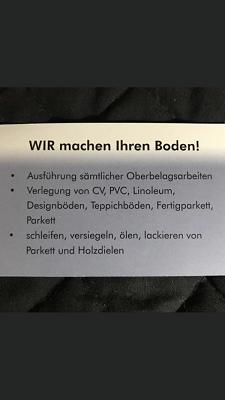 WIR machen Ihren Boden!
• Ausführung sämtlicher Oberbelagsarbeiten
• Verlegung von CV, PVC, Linoleum,
Designböden, Teppichböden, Fertigparkett,
Parkett
• schleifen, versiegeln, ölen, lackieren von
Parkett und Holzdielen